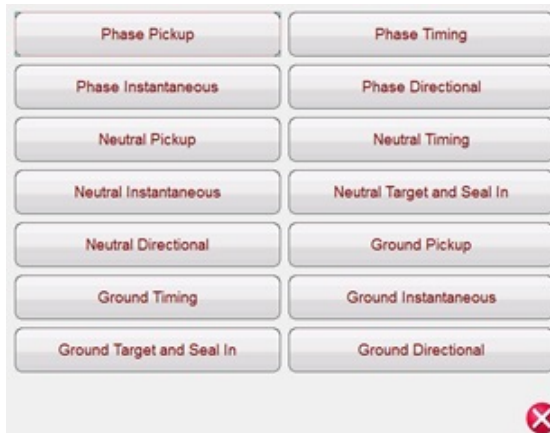 Phase Pickup
Phase Timing
Phase Instantaneous
Phase Directional
Neutral Pickup
Neutral Timing
Neutral Instantaneous
Neutral Target and Seal In
Neutral Directional
Ground Pickup
Ground Timing
Ground Instantaneous
Ground Target and Seal In
Ground Directional